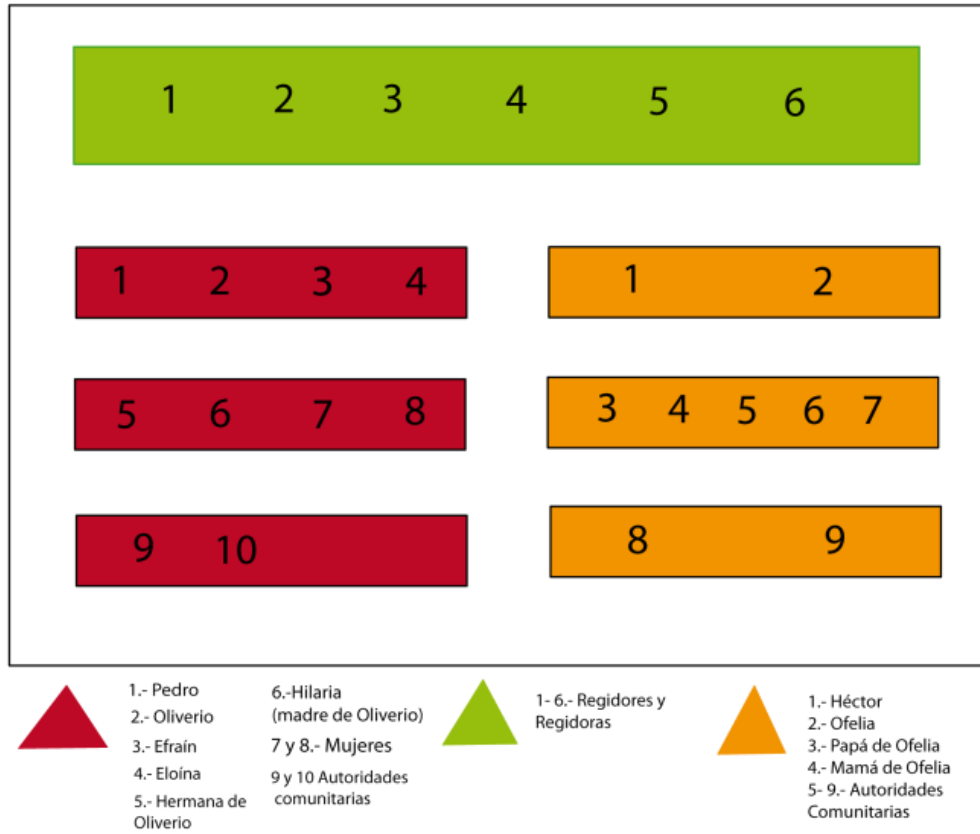 1 2 3 4 5 6
1 2 3 4
1 2
5 6 7 8
3 4 5 6 7
9 10
8 9
1.- Pedro
2.- Oliverio
3.- Efraín
4.- Eloína
5.- Hermana de
Oliverio
6.-Hilaria
(madre de Oliverio)
7 y 8.- Mujeres
9 y 10 Autoridades
comunitarias
1- 6.- Regidores y
Regidoras
1.- Héctor
2.- Ofelia
3.- Papá de Ofelia
4.- Mamá de Ofelia
5- 9.- Autoridades
Comunitarias